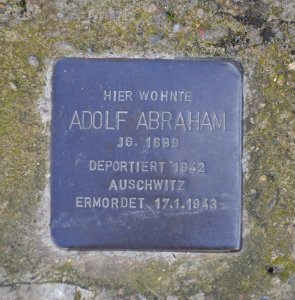 HIER WOHNTE
ADOLF ABRAHAM
JG. 1899
DEPORTIERT 1942
AUSCHWITZ
ERMORDET 17.1.1943